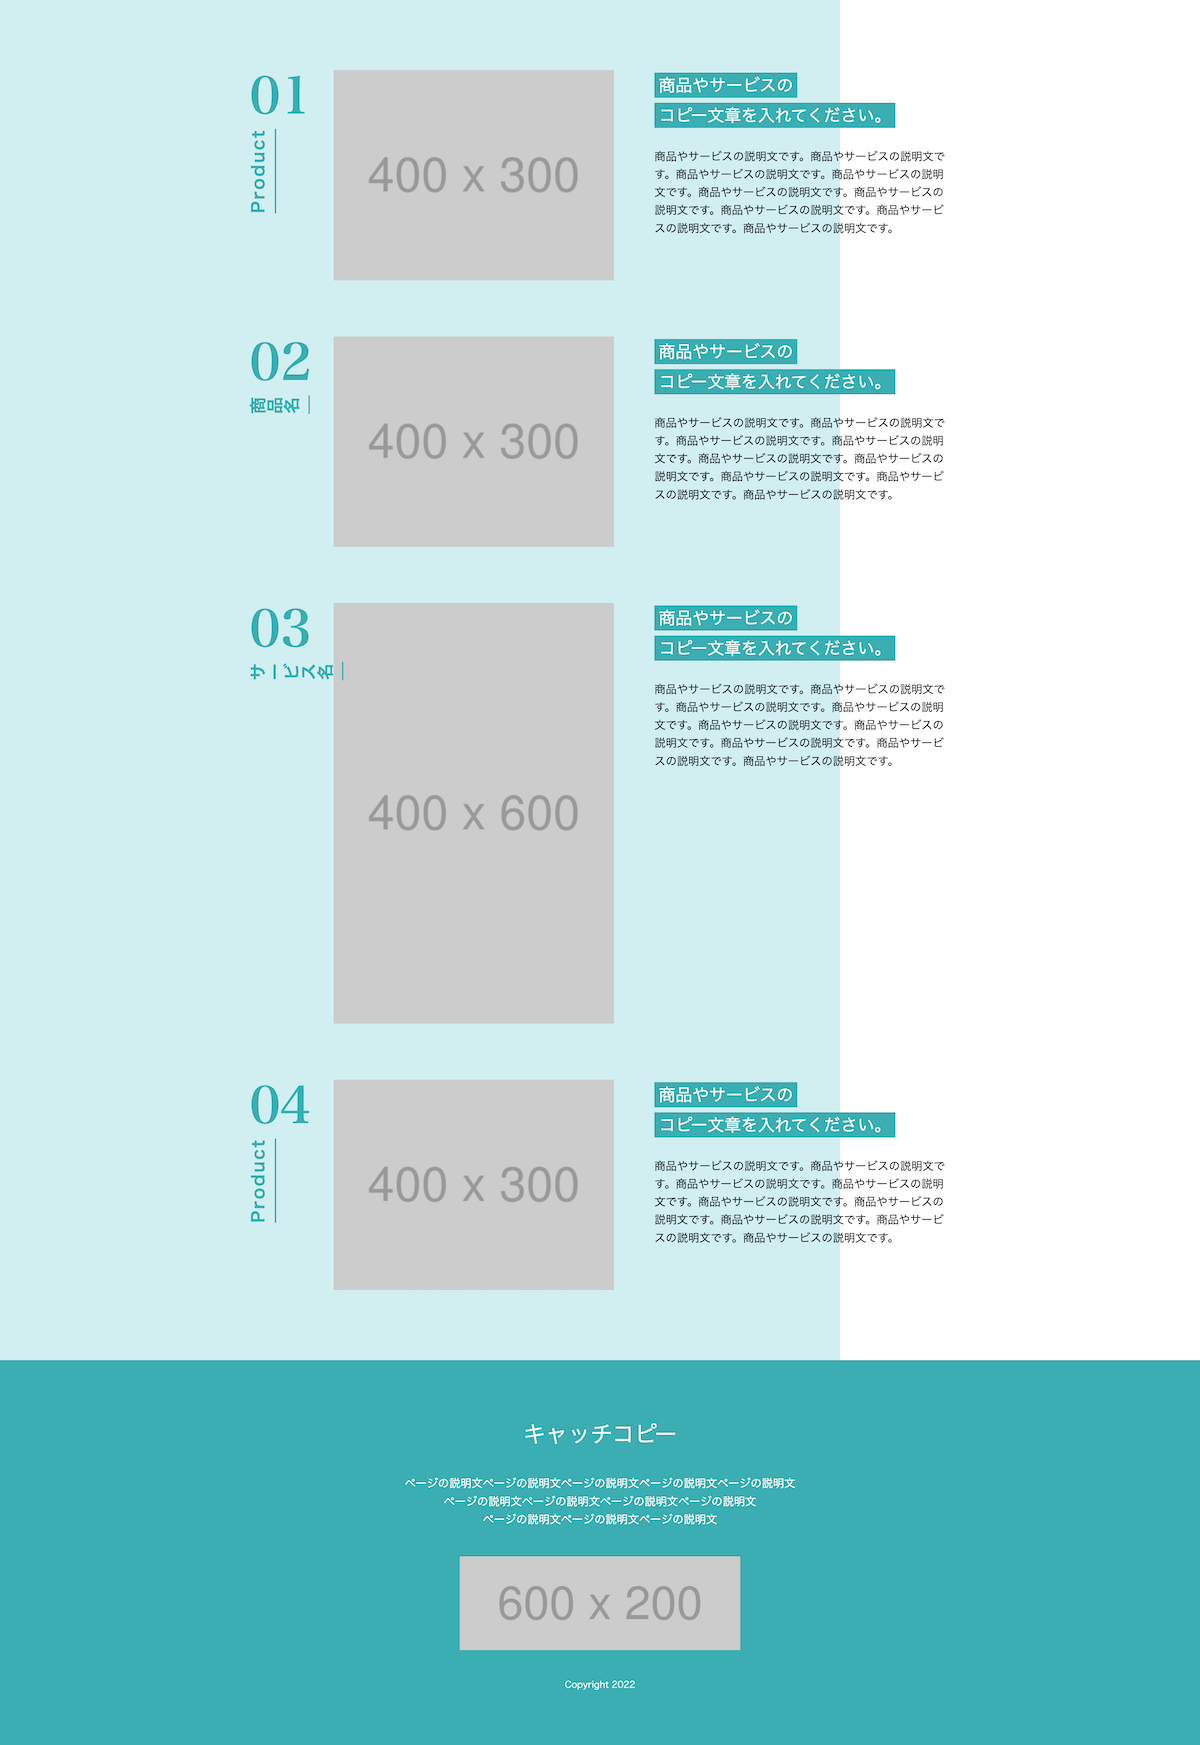 01
Product
400 x 300
商品やサービスの
コピー文章を入れてください。
商品やサービスの説明文です。商品やサービスの説明文で
す。商品やサービスの説明文です。商品やサービスの説明
文です。商品やサービスの説明文です。商品やサービスの
説明文です。商品やサービスの説明文です。商品やサービ
スの説明文です。商品やサービスの説明文です。
02
商品名
400 x 300
商品やサービスの
コピー文章を入れてください。
商品やサービスの説明文です。商品やサービスの説明文で
す。商品やサービスの説明文です。商品やサービスの説明
文です。商品やサービスの説明文です。商品やサービスの
説明文です。商品やサービスの説明文です。商品やサービ
スの説明文です。商品やサービスの説明文です。
03
サービス名
400 x 600
商品やサービスの
コピー文章を入れてください。
商品やサービスの説明文です。商品やサービスの説明文で
す。商品やサービスの説明文です。商品やサービスの説明
文です。商品やサービスの説明文です。商品やサービスの
説明文です。商品やサービスの説明文です。商品やサービ
スの説明文です。商品やサービスの説明文です。
04
Product
400 x 300
商品やサービスの
コピー文章を入れてください。
商品やサービスの説明文です。商品やサービスの説明文で
す。商品やサービスの説明文です。商品やサービスの説明
文です。商品やサービスの説明文です。商品やサービスの
説明文です。商品やサービスの説明文です。商品やサービ
スの説明文です。商品やサービスの説明文です。
キャッチコピー
ページの説明文ページの説明文ページの説明文ページの説明文ページの説明文
ページの説明文ページの説明文ページの説明文ページの説明文
ページの説明文ページの説明文ページの説明文
600 x 200
Copyright 2022